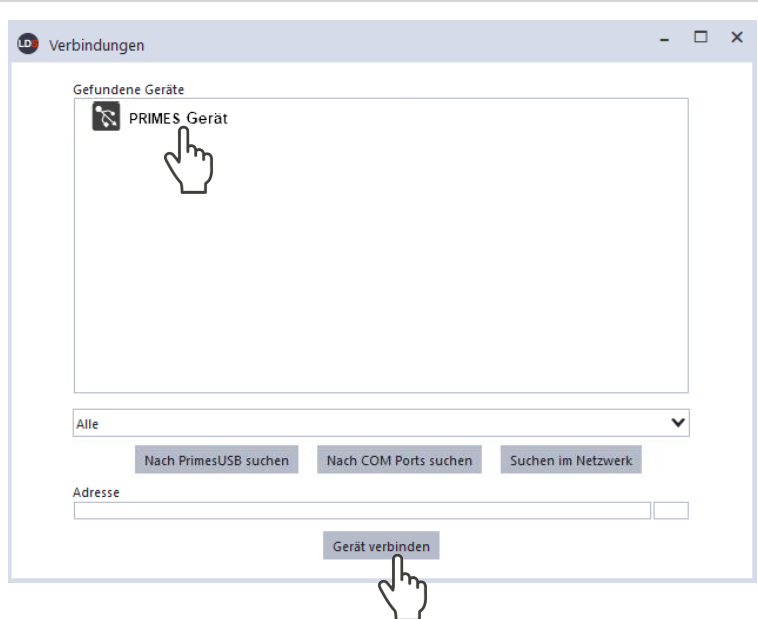 LDS Verbindungen
Gefundene Geräte
PRIMES Gerät
Alle
Nach PrimesUSB suchen Nach COM Ports suchen Suchen im Netzwerk
Adresse
Gerät verbinden